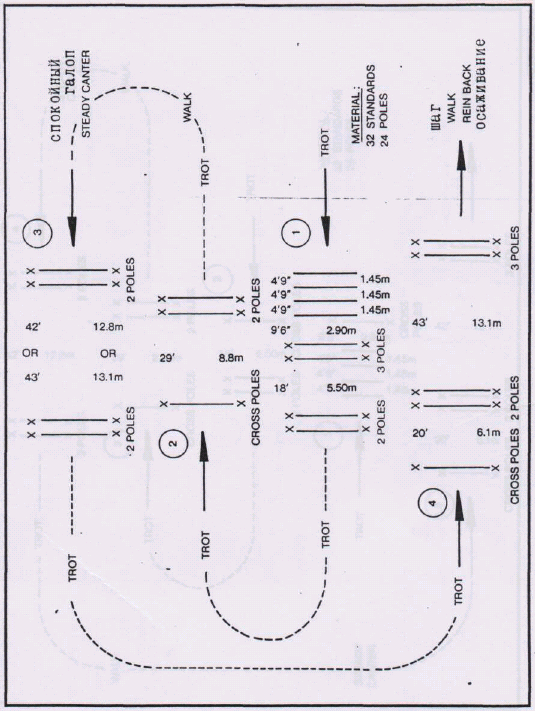 спокойный
галоп
STEADY CANTER
3
X X
X X
2 POLES
42' 12.8m
OR OR
43' 13.1m
X X
X X
2 POLES
TROT
WALK
TROT
X X
X X
2 POLES
29' 8.8m
X X
CROSS POLES
2
TROT
TROT
MATERIAL:
32 STANDARDS
24 POLES
1
4'9" 1.45m
4'9" 1.45m
4'9" 1.45m
9'6" 2.90m
X X
X X
3 POLES
18' 5.50m
X X
X X
2 POLES
TROT
шаг
WALK
REIN BACK
осаживание
X X
X X
3 POLES
43' 13.1m
X X
X X
2 POLES
20' 6.1m
X X
CROSS POLES
4
TROT